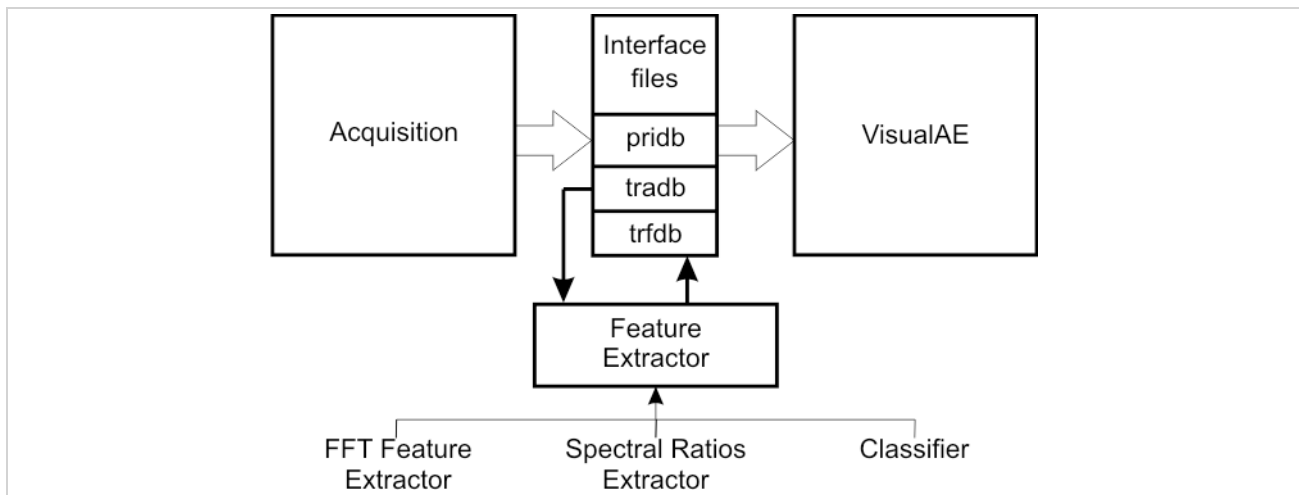 Acquisition
Interface
files
pridb
tradb
trfdb
VisualAE
Feature
Extractor
FFT Feature
Extractor
Spectral Ratios
Extractor
Classifier